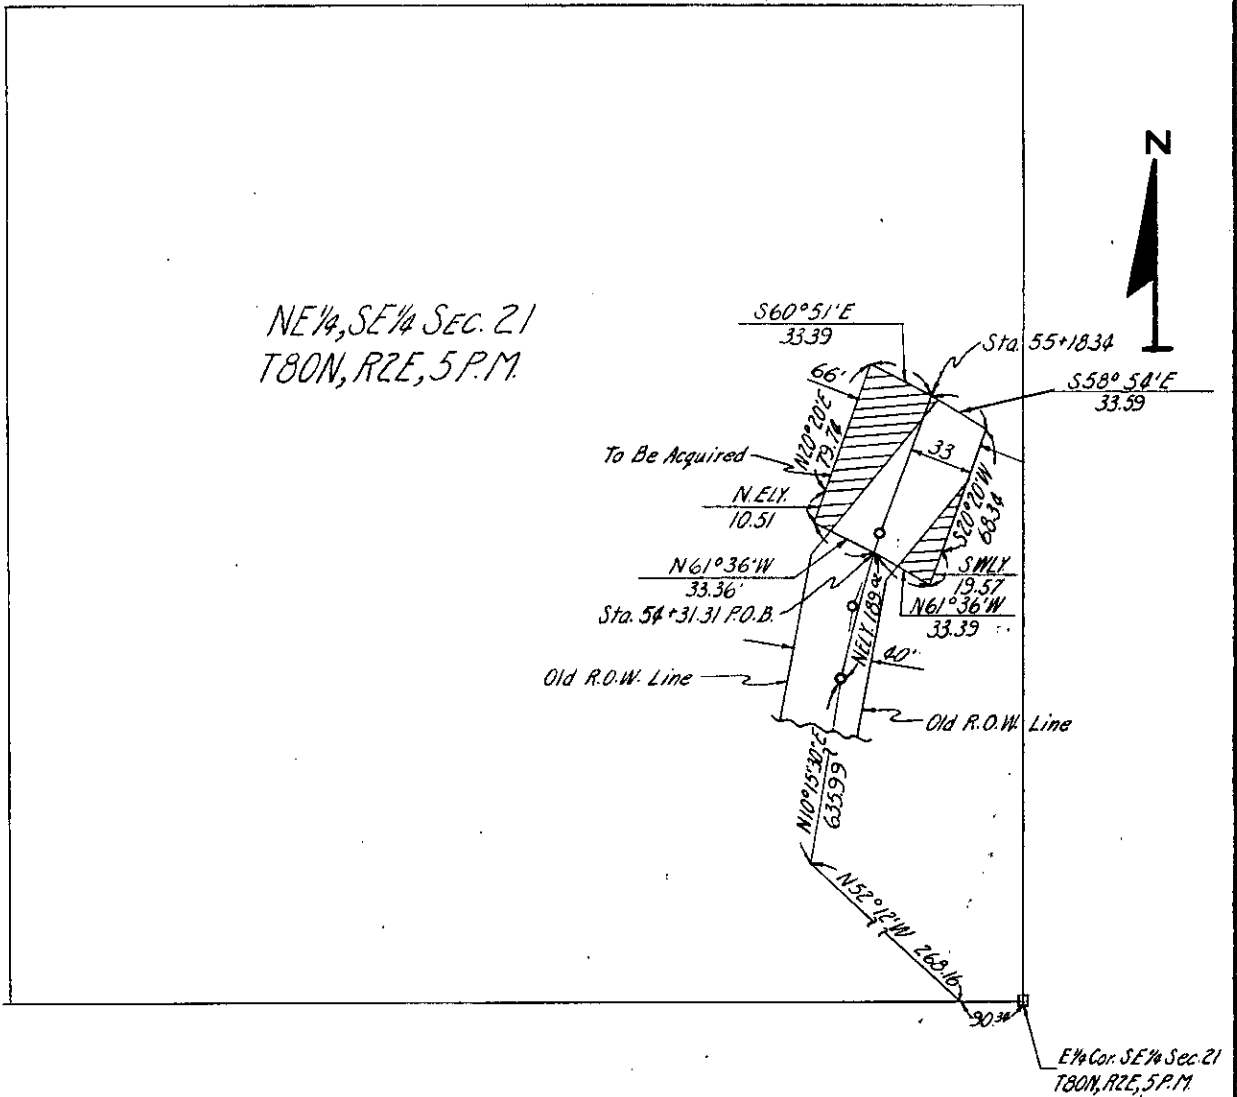 N
NE¼, SE¼ SEC. 21
T80N, R2E, 5 P.M.
S60°51'E
33.39
Sta. 55+18.34
S58°54'E
33.59
66'
N20°20'E
79.74
33
To Be Acquired
S20°20'W
68.34
N.ELY.
10.51
N61°36'W
33.36'
SWLY
19.57
N61°36'W
33.39
Sta. 54+31.31 P.O.B.
NELY 189.02
40'
Old R.O.W. Line
Old R.O.W. Line
N10°15'30"E
635.99
N52°12'W 268.16
90.34
E¼ Cor. SE¼ Sec. 21
T80N, R2E, 5 P.M.